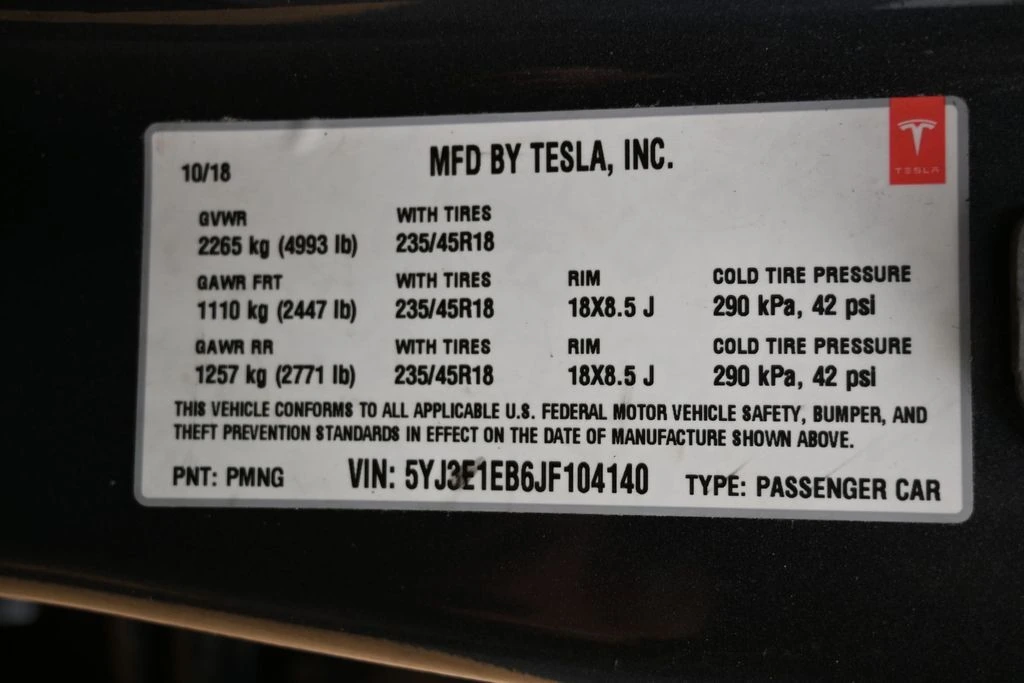 10/18 MFD BY TESLA, INC.
TESLA
GVWR WITH TIRES
2265 kg (4993 lb) 235/45R18
GAWR FRT WITH TIRES RIM COLD TIRE PRESSURE
1110 kg (2447 lb) 235/45R18 18X8.5 J 290 kPa, 42 psi
GAWR RR WITH TIRES RIM COLD TIRE PRESSURE
1257 kg (2771 lb) 235/45R18 18X8.5 J 290 kPa, 42 psi
THIS VEHICLE CONFORMS TO ALL APPLICABLE U.S. FEDERAL MOTOR VEHICLE SAFETY, BUMPER, AND
THEFT PREVENTION STANDARDS IN EFFECT ON THE DATE OF MANUFACTURE SHOWN ABOVE.
PNT: PMNG VIN: 5YJ3E1EB6JF104140 TYPE: PASSENGER CAR